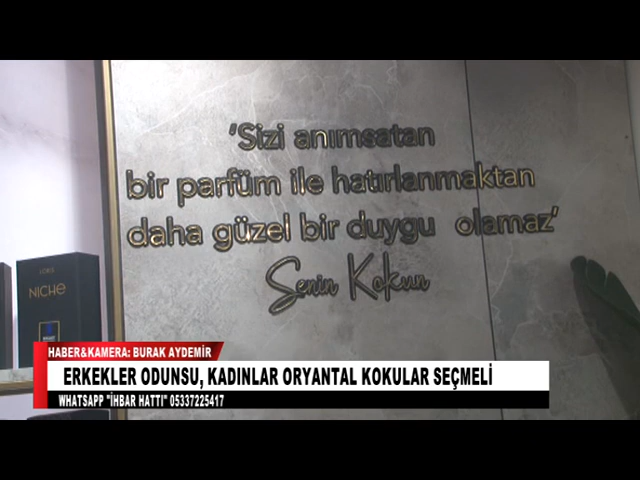 'Sizi anımsatan
bir parfüm ile hatırlanmaktan
daha güzel bir duygu olamaz'
Senin Kokun
NICHE
HABER&KAMERA: BURAK AYDEMİR
ERKEKLER ODUNSU, KADINLAR ORYANTAL KOKULAR SEÇMELİ
WHATSAPP "İHBAR HATTI" 05337225417